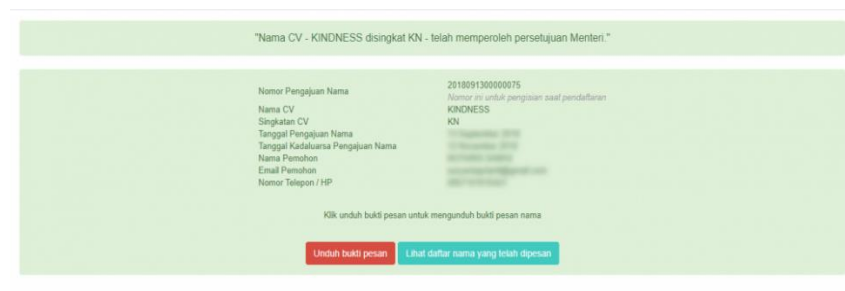 "Nama CV - KINDNESS disingkat KN - telah memperoleh persetujuan Menteri."
Nomor Pengajuan Nama 2018091300000075
Nomor ini untuk pengisian saat pendaftaran
Nama CV KINDNESS
Singkatan CV KN
Tanggal Pengajuan Nama
Tanggal Kadaluarsa Pengajuan Nama
Nama Pemohon
Email Pemohon
Nomor Telepon / HP
Klik unduh bukti pesan untuk mengunduh bukti pesan nama
Unduh bukti pesan Lihat daftar nama yang telah dipesan